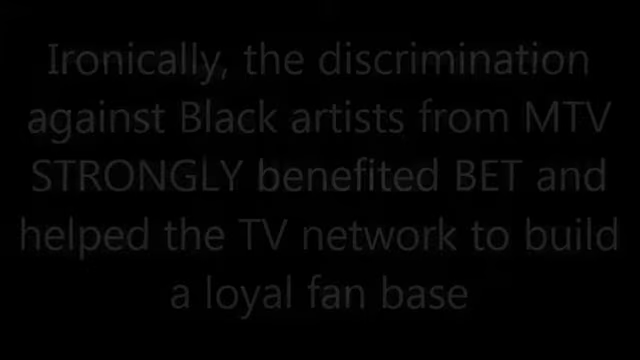 Ironically, the discrimination
against Black artists from MTV
STRONGLY benefited BET and
helped the TV network to build
a loyal fan base